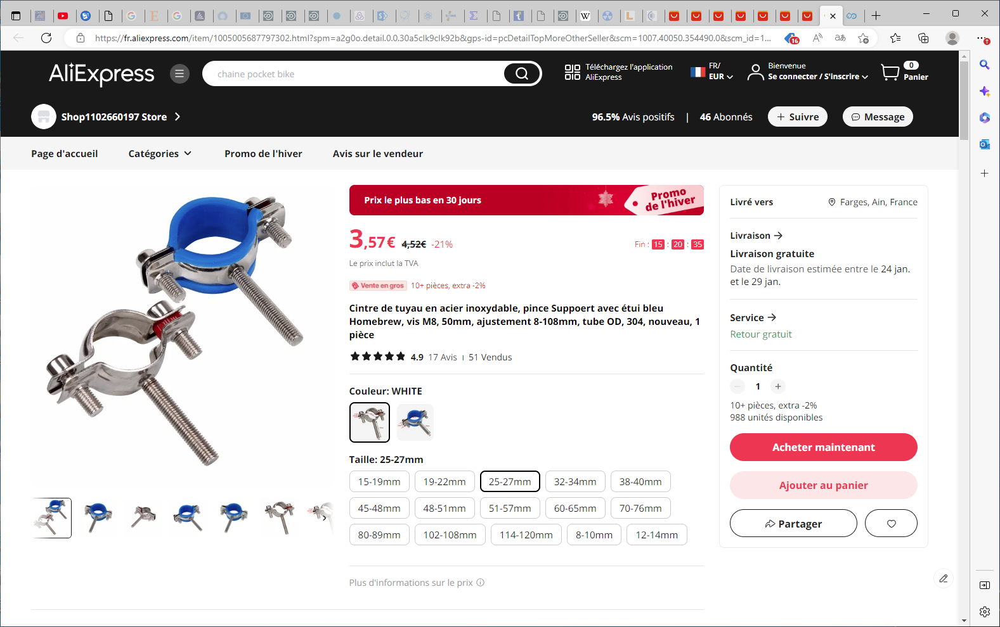 https://fr.aliexpress.com/item/1005005687797302.html?spm=a2g0o.detail.0.0.30a5clk9clk92b&gps-id=pcDetailTopMoreOtherSeller&scm=1007.40050.354490.0&scm_id=1...
16
AliExpress
chaine pocket bike
Téléchargez l'application
AliExpress
FR/
EUR
Bienvenue
Se connecter / S'inscrire
0
Panier
Shop1102660197 Store
96.5% Avis positifs | 46 Abonnés
+ Suivre
Message
Page d'accueil
Catégories
Promo de l'hiver
Avis sur le vendeur
Prix le plus bas en 30 jours
Promo
de l'hiver
3,57€ 4,52€ -21%
Fin : 15 : 20 : 35
Le prix inclut la TVA
Vente en gros 10+ pièces, extra -2%
Cintre de tuyau en acier inoxydable, pince Suppoert avec étui bleu
Homebrew, vis M8, 50mm, ajustement 8-108mm, tube OD, 304, nouveau, 1
pièce
4.9 17 Avis 51 Vendus
Couleur: WHITE
Taille: 25-27mm
15-19mm 19-22mm 25-27mm 32-34mm 38-40mm
45-48mm 48-51mm 51-57mm 60-65mm 70-76mm
80-89mm 102-108mm 114-120mm 8-10mm 12-14mm
Plus d'informations sur le prix
Livré vers Farges, Ain, France
Livraison
Livraison gratuite
Date de livraison estimée entre le 24 jan.
et le 29 jan.
Service
Retour gratuit
Quantité
1
10+ pièces, extra -2%
988 unités disponibles
Acheter maintenant
Ajouter au panier
Partager